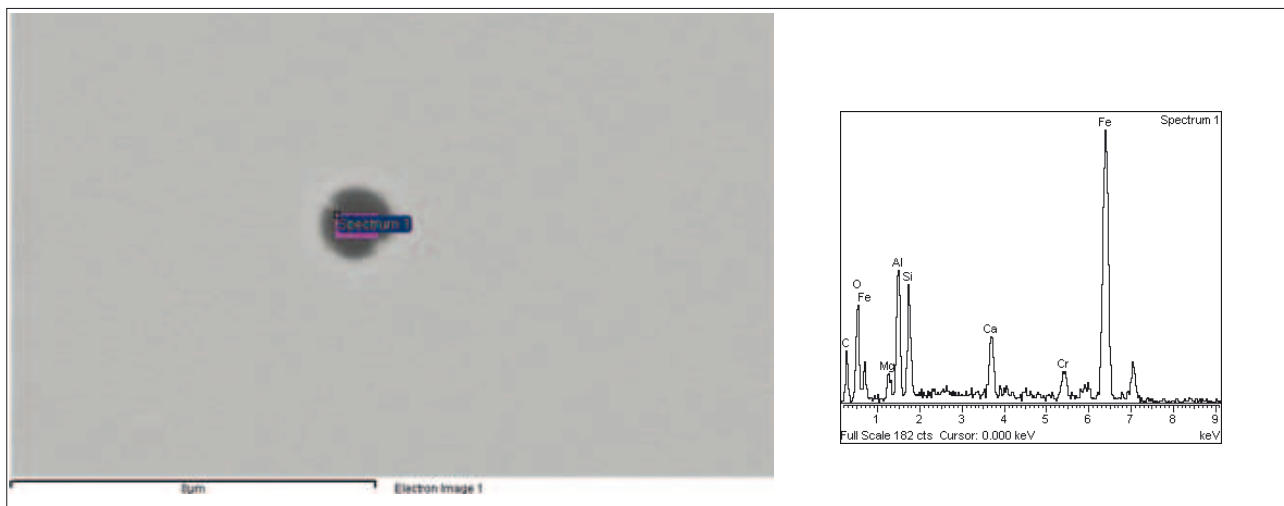 Spectrum 1
8µm
Electron Image 1
Spectrum 1
Fe
Al
Si
O
Fe
Ca
C
Mg
Cr
1 2 3 4 5 6 7 8 9
Full Scale 182 cts Cursor: 0.000 keV
keV